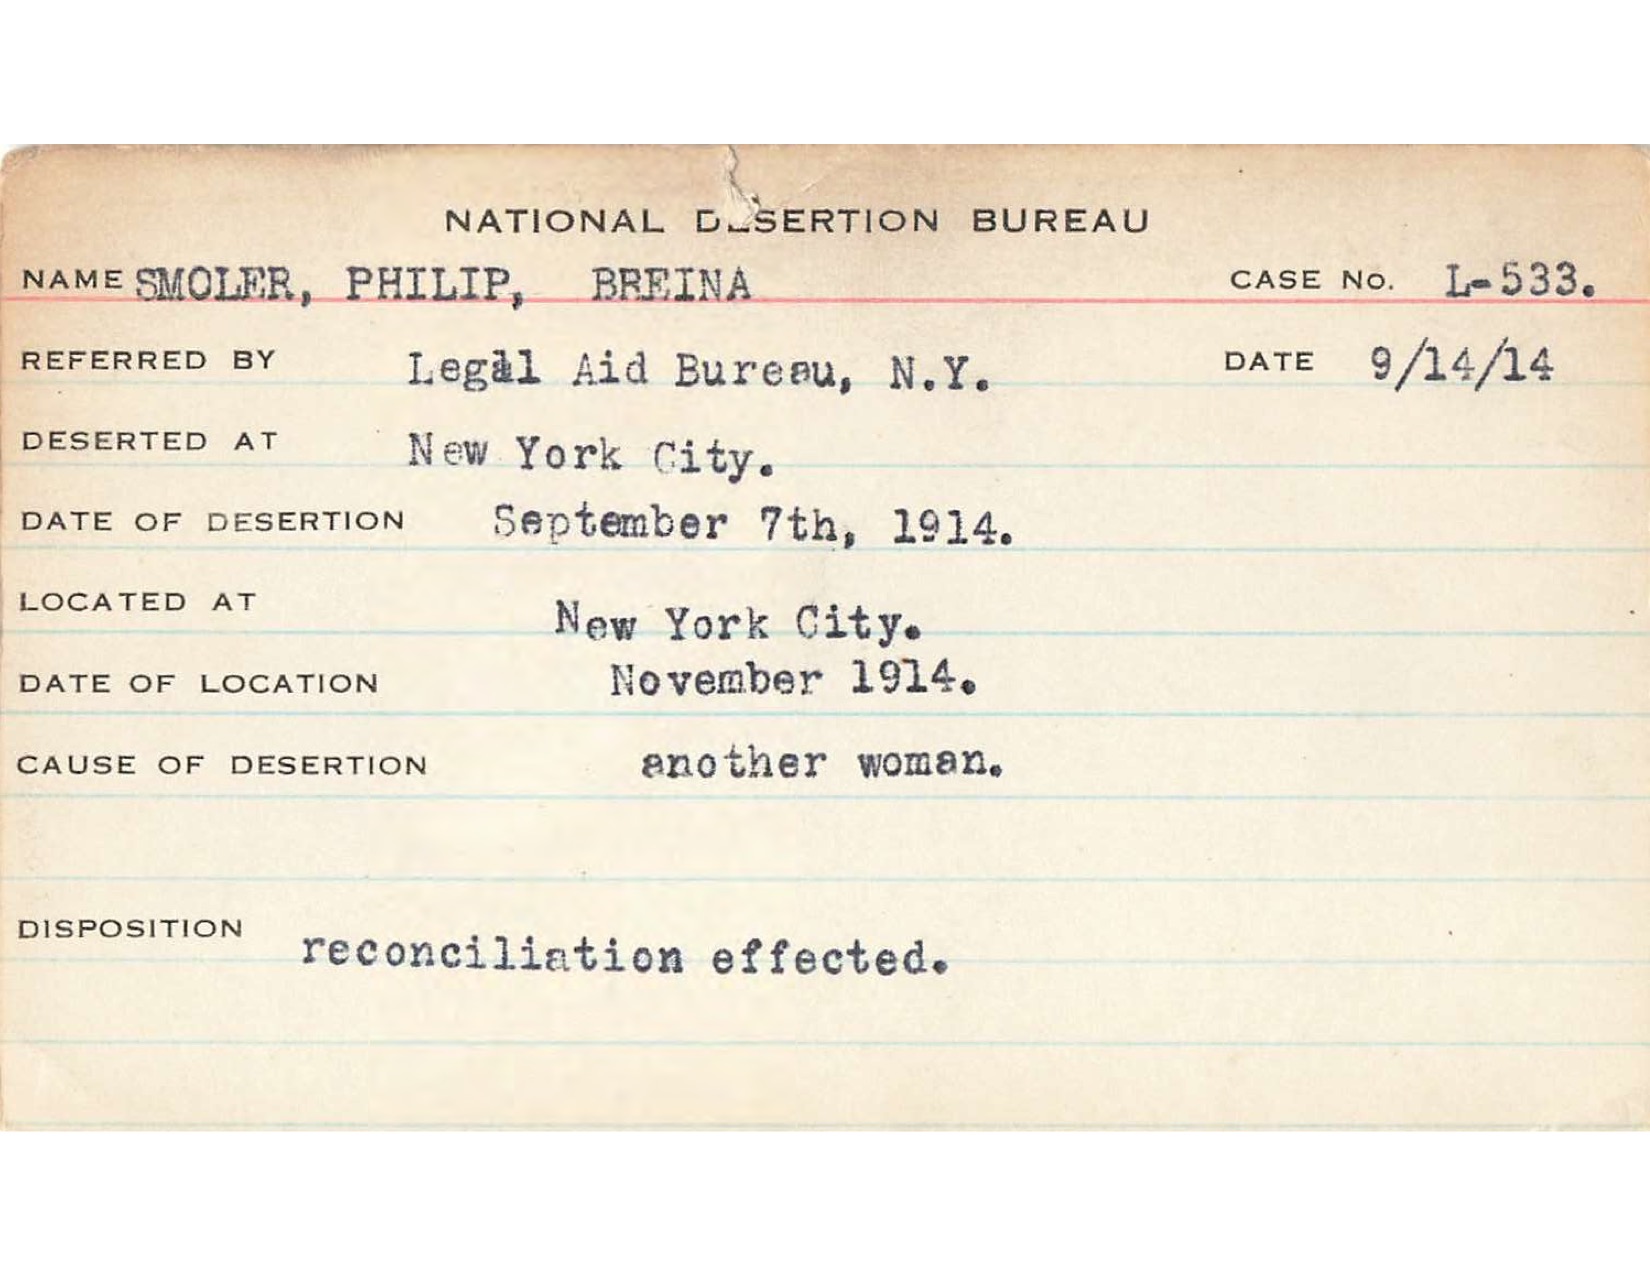 NATIONAL DESERTION BUREAU
NAME SMOLER, PHILIP, BREINA CASE No. L-533.
REFERRED BY Legal Aid Bureau, N.Y. DATE 9/14/14
DESERTED AT New York City.
DATE OF DESERTION September 7th, 1914.
LOCATED AT New York City.
DATE OF LOCATION November 1914.
CAUSE OF DESERTION another woman.
DISPOSITION reconciliation effected.